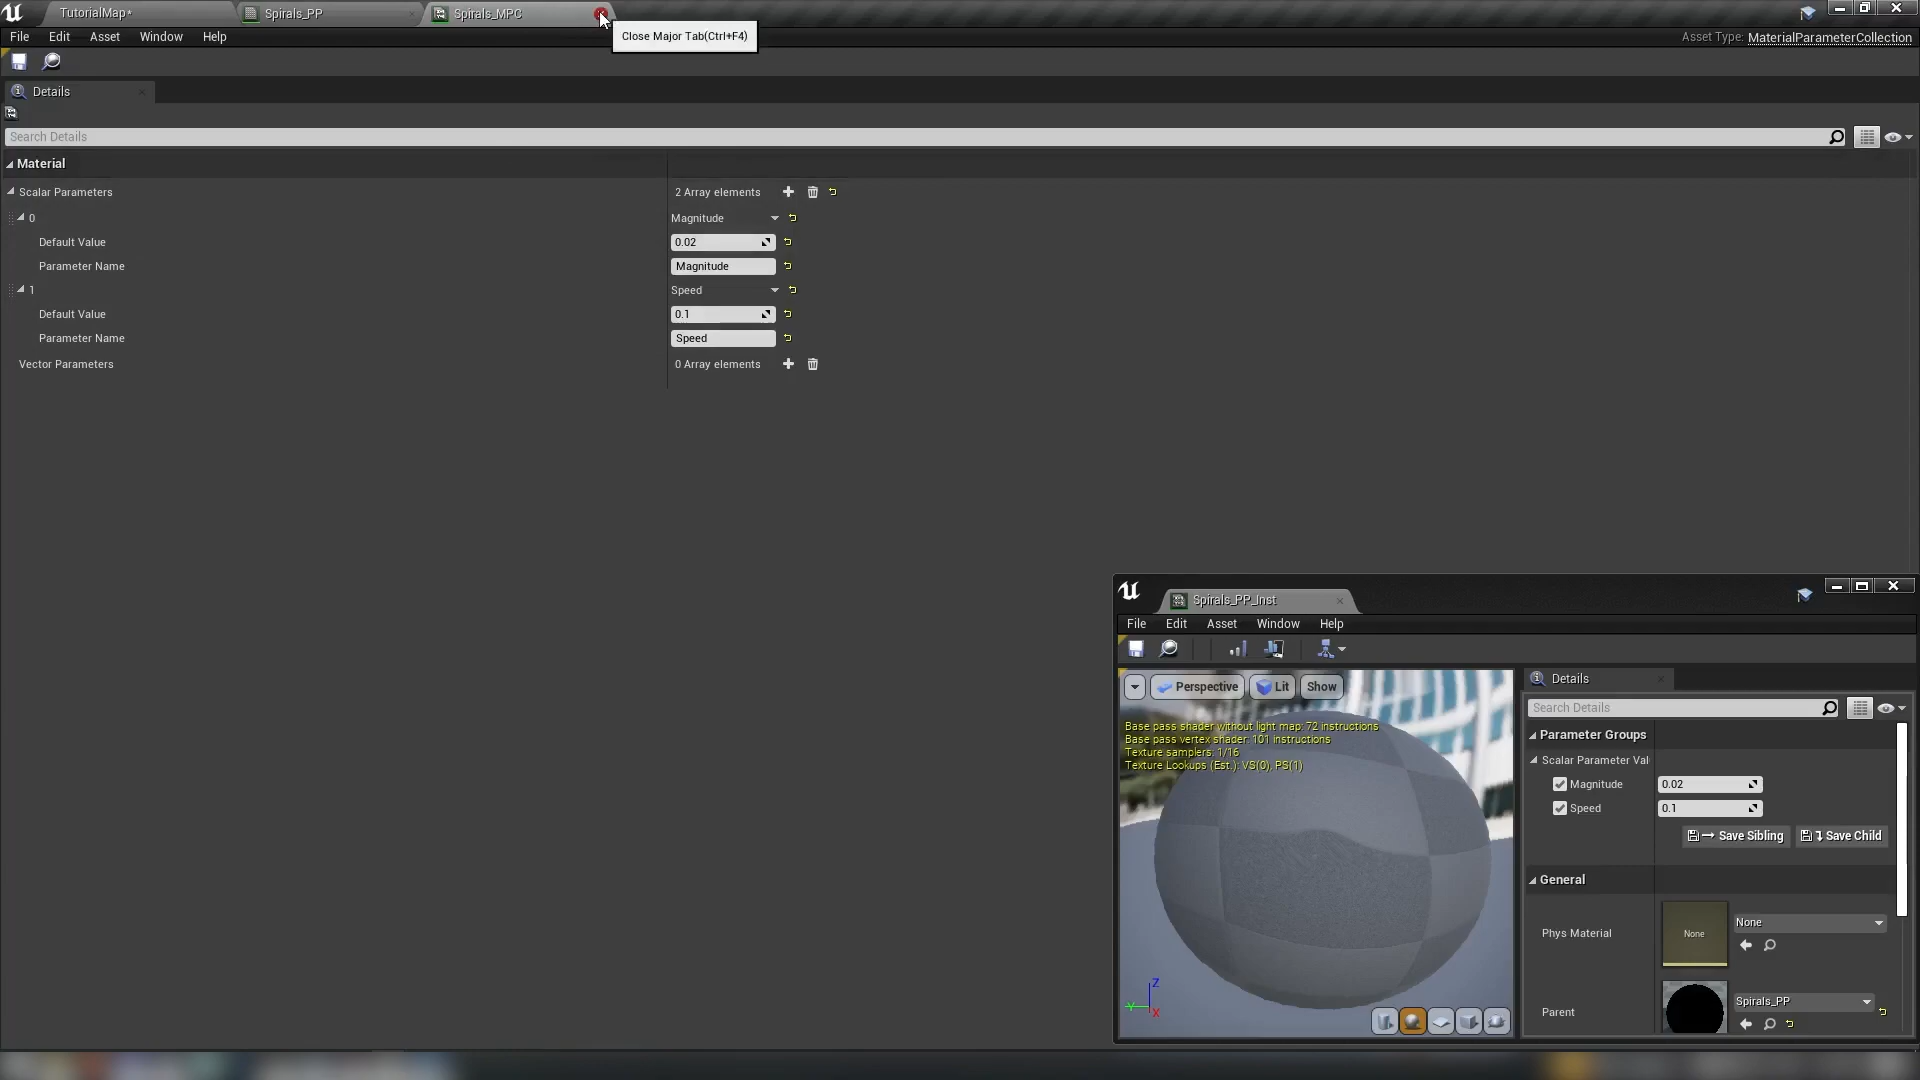 TutorialMap*
Spirals_PP
Spirals_MPC
Close Major Tab(Ctrl+F4)
File Edit Asset Window Help
Asset Type: MaterialParameterCollection
Details
Search Details
Material
Scalar Parameters 2 Array elements
0 Magnitude
Default Value 0.02
Parameter Name Magnitude
1 Speed
Default Value 0.1
Parameter Name Speed
Vector Parameters 0 Array elements
Spirals_PP_Inst
File Edit Asset Window Help
Perspective Lit Show
Base pass shader without light map: 72 instructions
Base pass vertex shader: 101 instructions
Texture samplers: 1/16
Texture Lookups (Est.): VS(0), PS(1)
Z
Y
X
Details
Search Details
Parameter Groups
Scalar Parameter Val
Magnitude 0.02
Speed 0.1
Save Sibling Save Child
General
Phys Material None None
Parent Spirals_PP